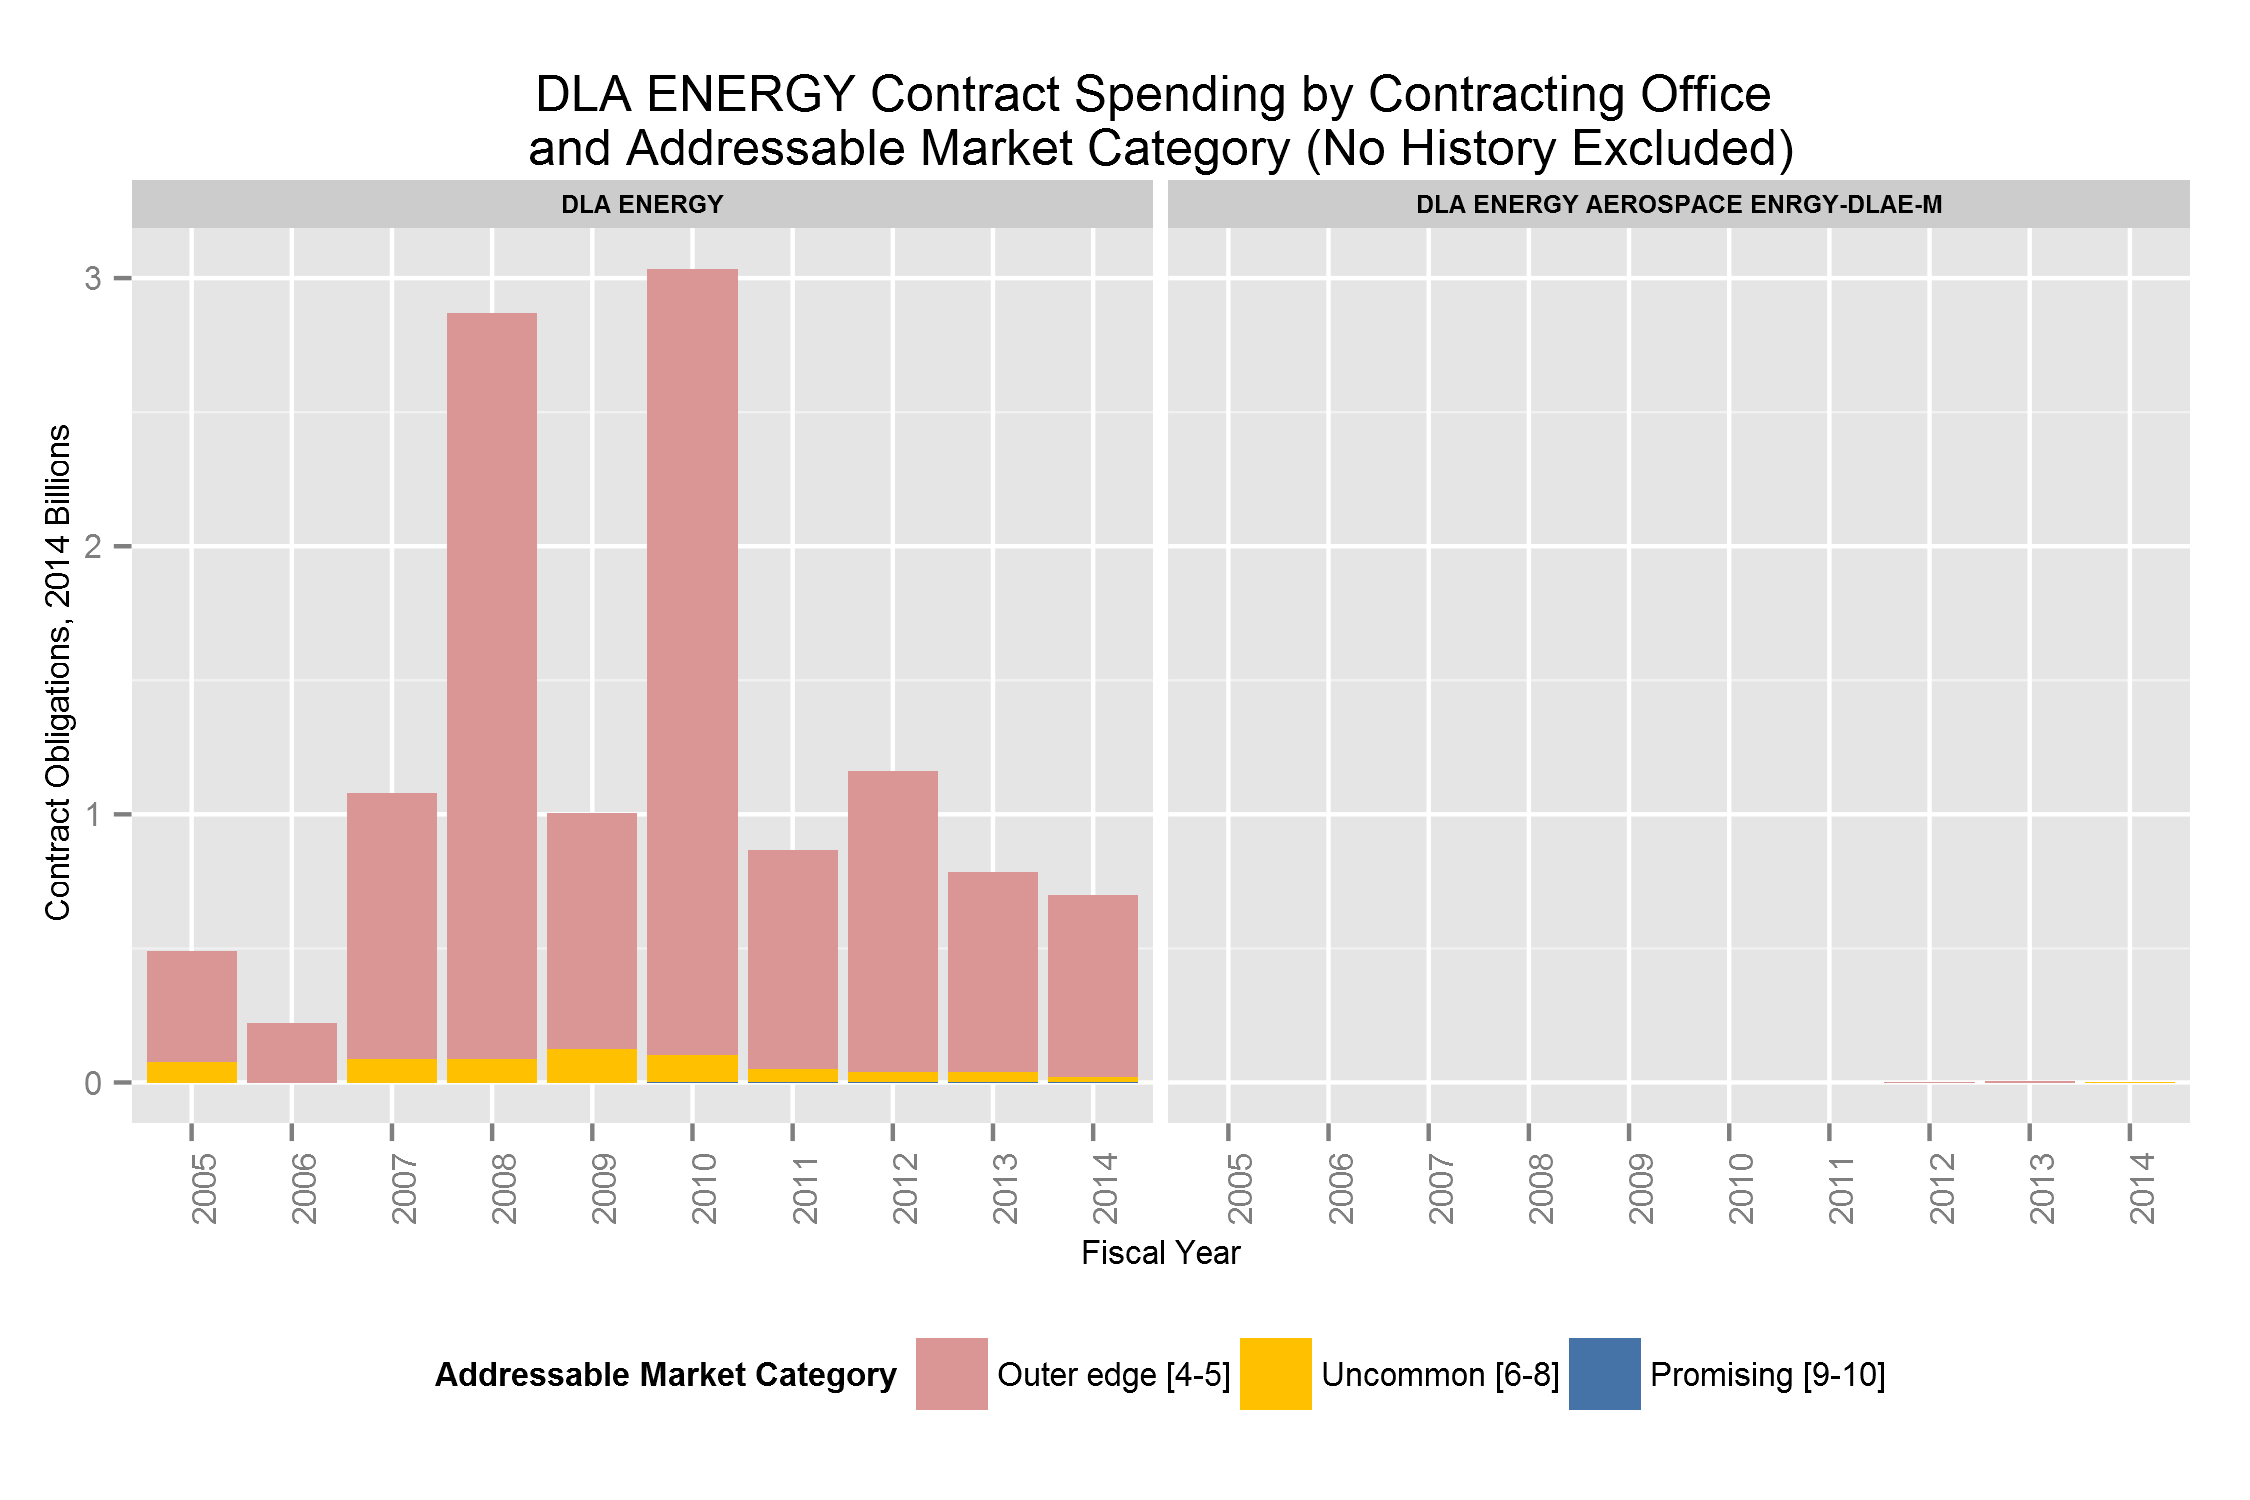 DLA ENERGY Contract Spending by Contracting Office
and Addressable Market Category (No History Excluded)
DLA ENERGY
DLA ENERGY AEROSPACE ENRGY-DLAE-M
Contract Obligations, 2014 Billions
3
2
1
0
2005 2006 2007 2008 2009 2010 2011 2012 2013 2014
2005 2006 2007 2008 2009 2010 2011 2012 2013 2014
Fiscal Year
Addressable Market Category Outer edge [4-5] Uncommon [6-8] Promising [9-10]